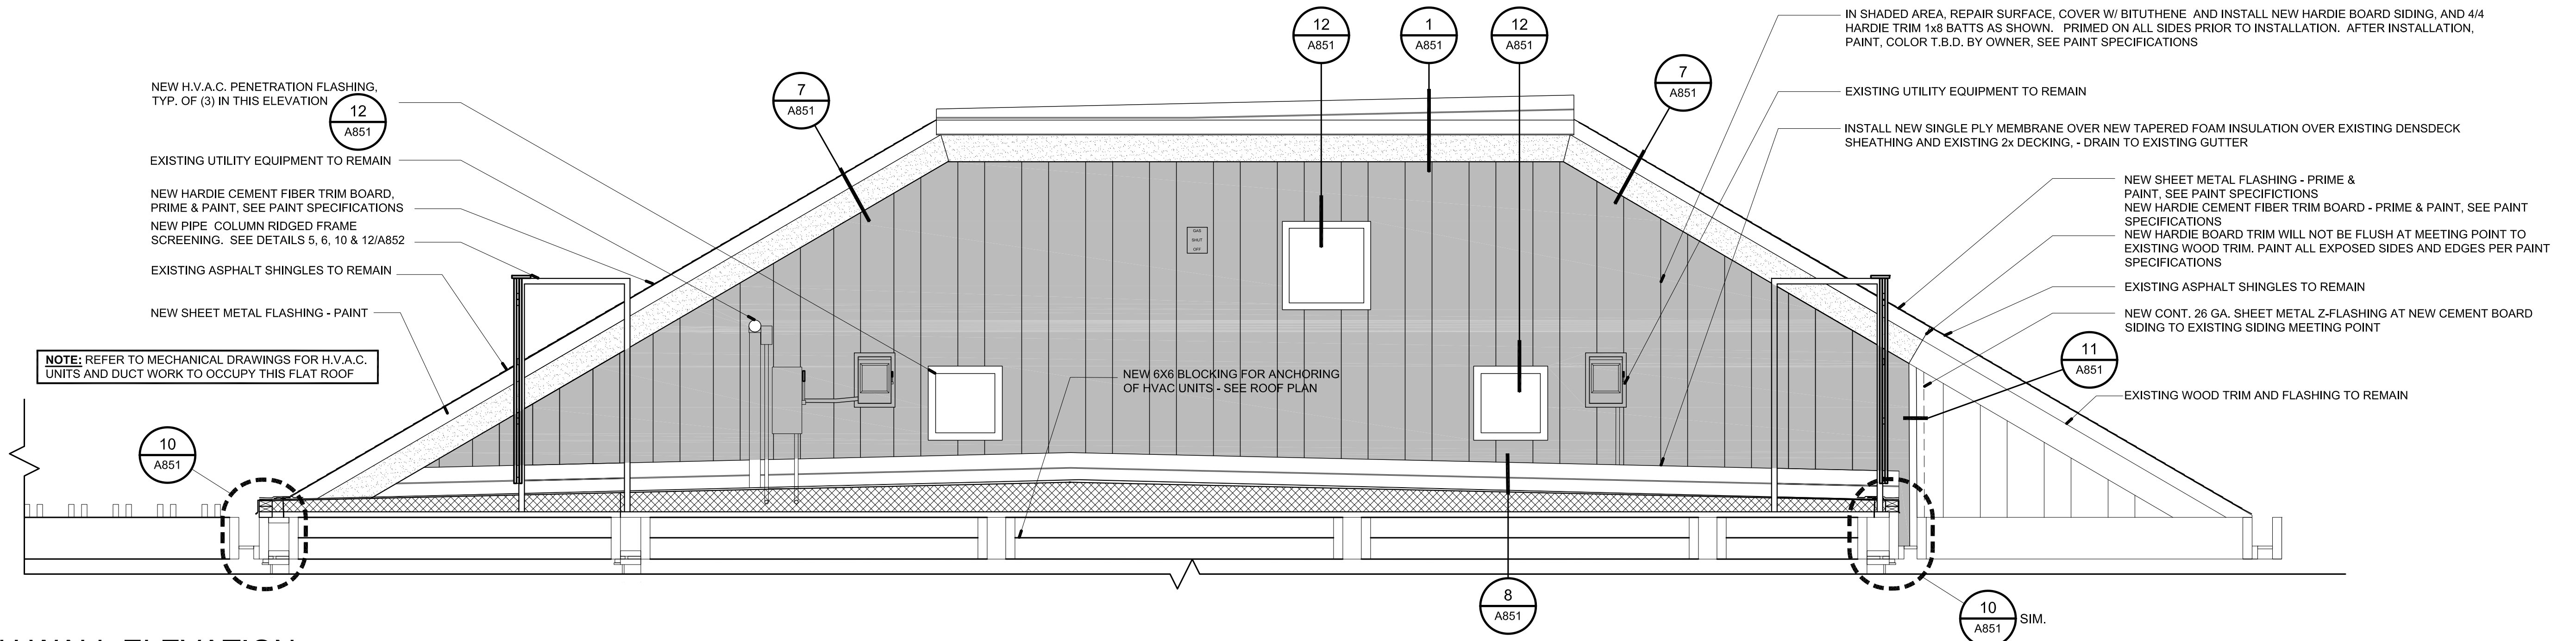 12
A851
1
A851
12
A851
7
A851
7
A851
NEW H.V.A.C. PENETRATION FLASHING,
TYP. OF (3) IN THIS ELEVATION
12
A851
EXISTING UTILITY EQUIPMENT TO REMAIN
NEW HARDIE CEMENT FIBER TRIM BOARD,
PRIME & PAINT, SEE PAINT SPECIFICATIONS
NEW PIPE COLUMN RIDGED FRAME
SCREENING. SEE DETAILS 5, 6, 10 & 12/A852
EXISTING ASPHALT SHINGLES TO REMAIN
NEW SHEET METAL FLASHING - PAINT
NOTE: REFER TO MECHANICAL DRAWINGS FOR H.V.A.C.
UNITS AND DUCT WORK TO OCCUPY THIS FLAT ROOF
10
A851
GAS
SHUT
OFF
NEW 6X6 BLOCKING FOR ANCHORING
OF HVAC UNITS - SEE ROOF PLAN
IN SHADED AREA, REPAIR SURFACE, COVER W/ BITUTHENE AND INSTALL NEW HARDIE BOARD SIDING, AND 4/4
HARDIE TRIM 1x8 BATTS AS SHOWN. PRIMED ON ALL SIDES PRIOR TO INSTALLATION. AFTER INSTALLATION,
PAINT, COLOR T.B.D. BY OWNER, SEE PAINT SPECIFICATIONS
EXISTING UTILITY EQUIPMENT TO REMAIN
INSTALL NEW SINGLE PLY MEMBRANE OVER NEW TAPERED FOAM INSULATION OVER EXISTING DENSDECK
SHEATHING AND EXISTING 2x DECKING, - DRAIN TO EXISTING GUTTER
NEW SHEET METAL FLASHING - PRIME &
PAINT, SEE PAINT SPECIFICTIONS
NEW HARDIE CEMENT FIBER TRIM BOARD - PRIME & PAINT, SEE PAINT
SPECIFICATIONS
NEW HARDIE BOARD TRIM WILL NOT BE FLUSH AT MEETING POINT TO
EXISTING WOOD TRIM. PAINT ALL EXPOSED SIDES AND EDGES PER PAINT
SPECIFICATIONS
EXISTING ASPHALT SHINGLES TO REMAIN
NEW CONT. 26 GA. SHEET METAL Z-FLASHING AT NEW CEMENT BOARD
SIDING TO EXISTING SIDING MEETING POINT
11
A851
EXISTING WOOD TRIM AND FLASHING TO REMAIN
8
A851
10
A851
SIM.